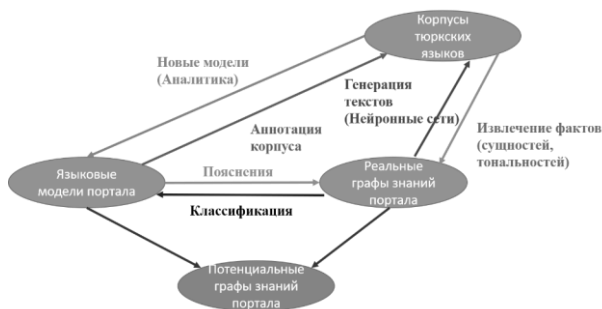 Корпусы
тюркских
языков
Новые модели
(Аналитика)
Генерация
текстов
(Нейронные сети)
Аннотация
корпуса
Извлечение фактов
(сущностей,
тональностей)
Языковые
модели портала
Пояснения
Реальные
графы знаний
портала
Классификация
Потенциальные
графы знаний
портала